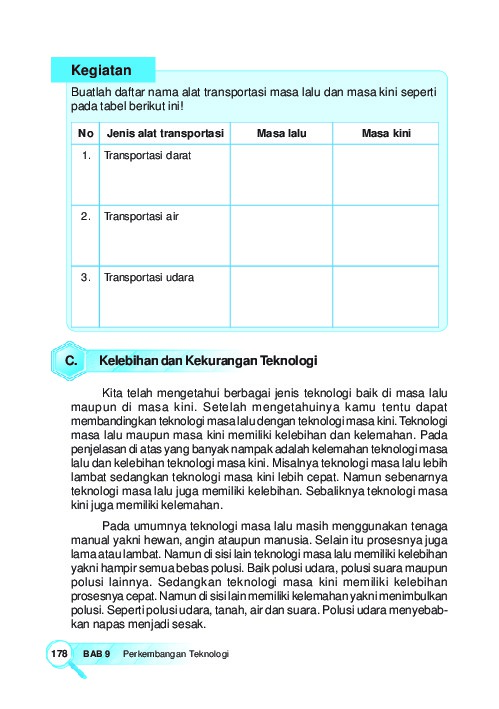 Kegiatan
Buatlah daftar nama alat transportasi masa lalu dan masa kini seperti
pada tabel berikut ini!
No Jenis alat transportasi Masa lalu Masa kini
1. Transportasi darat
2. Transportasi air
3. Transportasi udara
C. Kelebihan dan Kekurangan Teknologi
Kita telah mengetahui berbagai jenis teknologi baik di masa lalu
maupun di masa kini. Setelah mengetahuinya kamu tentu dapat
membandingkan teknologi masa lalu dengan teknologi masa kini. Teknologi
masa lalu maupun masa kini memiliki kelebihan dan kelemahan. Pada
penjelasan di atas yang banyak nampak adalah kelemahan teknologi masa
lalu dan kelebihan teknologi masa kini. Misalnya teknologi masa lalu lebih
lambat sedangkan teknologi masa kini lebih cepat. Namun sebenarnya
teknologi masa lalu juga memiliki kelebihan. Sebaliknya teknologi masa
kini juga memiliki kelemahan.
Pada umumnya teknologi masa lalu masih menggunakan tenaga
manual yakni hewan, angin ataupun manusia. Selain itu prosesnya juga
lama atau lambat. Namun di sisi lain teknologi masa lalu memiliki kelebihan
yakni hampir semua bebas polusi. Baik polusi udara, polusi suara maupun
polusi lainnya. Sedangkan teknologi masa kini memiliki kelebihan
prosesnya cepat. Namun di sisi lain memiliki kelemahan yakni menimbulkan
polusi. Seperti polusi udara, tanah, air dan suara. Polusi udara menyebab-
kan napas menjadi sesak.
178 BAB 9 Perkembangan Teknologi